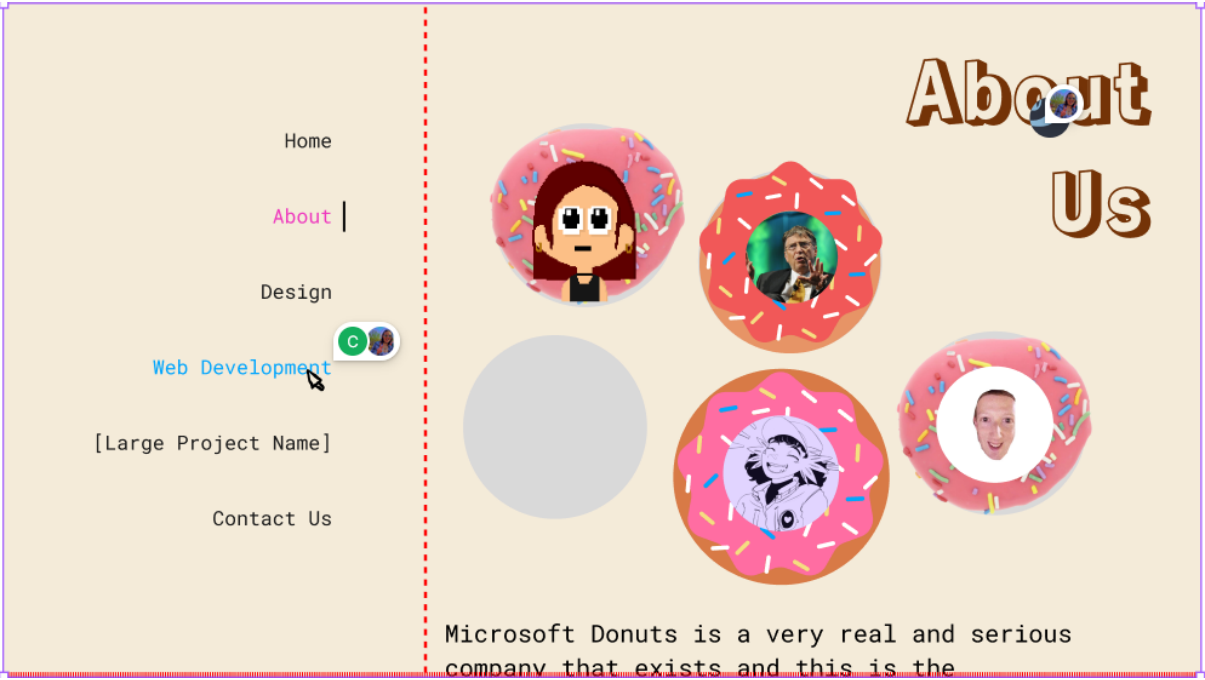 About
Us
Home
About
Design
C
Web Development
[Large Project Name]
Contact Us
Microsoft Donuts is a very real and serious
company that exists and this is the